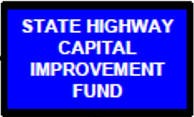 STATE HIGHWAY
CAPITAL
IMPROVEMENT
FUND